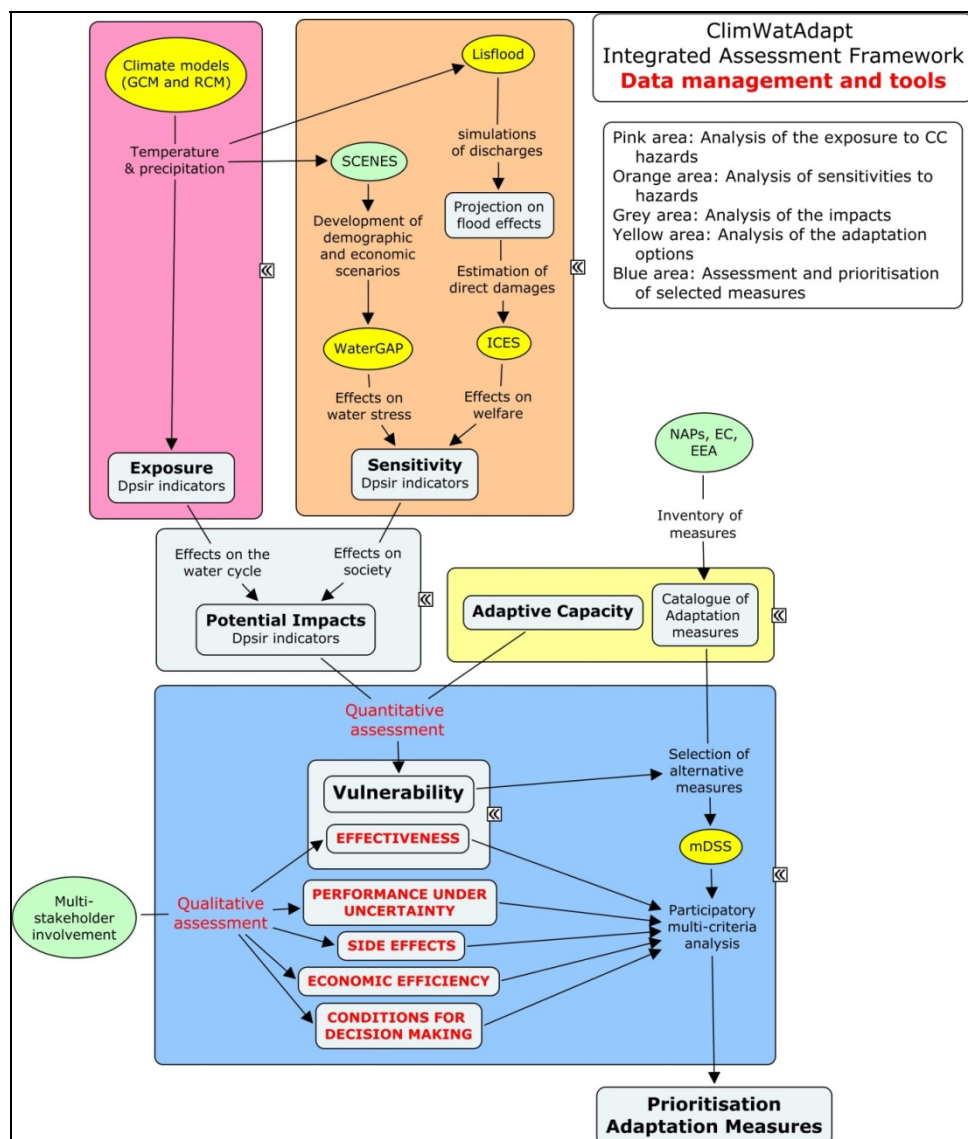 ClimWatAdapt
Integrated Assessment Framework
Data management and tools
Pink area: Analysis of the exposure to CC
hazards
Orange area: Analysis of sensitivities to
hazards
Grey area: Analysis of the impacts
Yellow area: Analysis of the adaptation
options
Blue area: Assessment and prioritisation
of selected measures
Climate models
(GCM and RCM)
Temperature
& precipitation
Exposure
Dpsir indicators
Lisflood
simulations
of discharges
SCENES
Projection on
flood effects
Development of
demographic
and economic
scenarios
Estimation of
direct damages
WaterGAP
ICES
Effects on
water stress
Effects on
welfare
Sensitivity
Dpsir indicators
NAPs, EC,
EEA
Inventory of
measures
Effects on the
water cycle
Effects on
society
Potential Impacts
Dpsir indicators
Adaptive Capacity
Catalogue of
Adaptation
measures
Quantitative
assessment
Vulnerability
EFFECTIVENESS
Selection of
alternative
measures
mDSS
Multi-
stakeholder
involvement
Qualitative
assessment
PERFORMANCE UNDER
UNCERTAINTY
SIDE EFFECTS
ECONOMIC EFFICIENCY
CONDITIONS FOR
DECISION MAKING
Participatory
multi-criteria
analysis
Prioritisation
Adaptation Measures